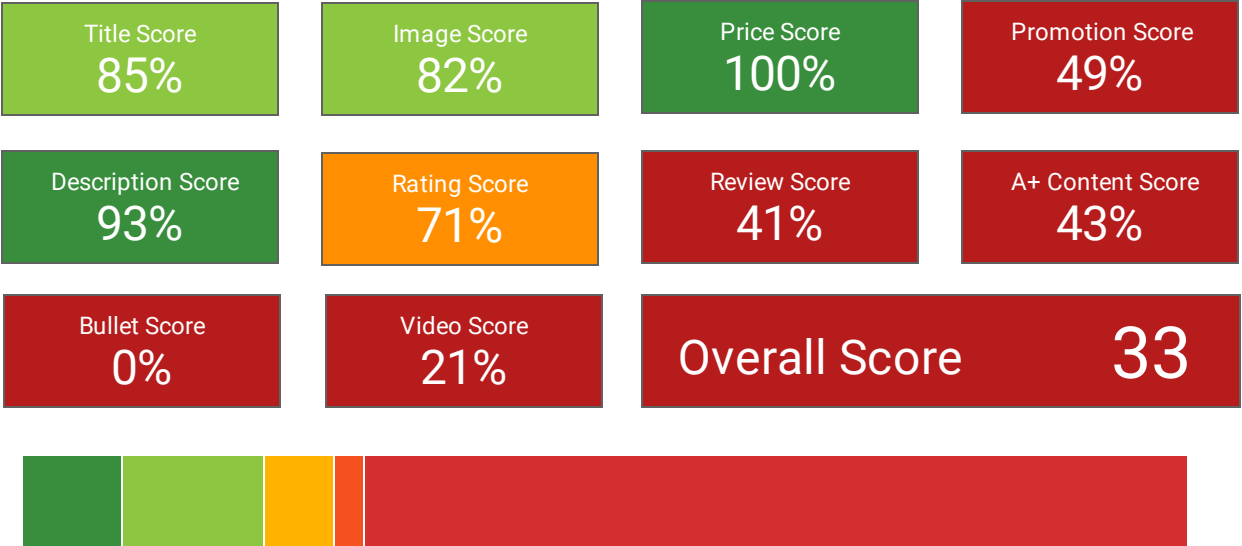 Title Score
85%
Image Score
82%
Price Score
100%
Promotion Score
49%
Description Score
93%
Rating Score
71%
Review Score
41%
A+ Content Score
43%
Bullet Score
0%
Video Score
21%
Overall Score 33